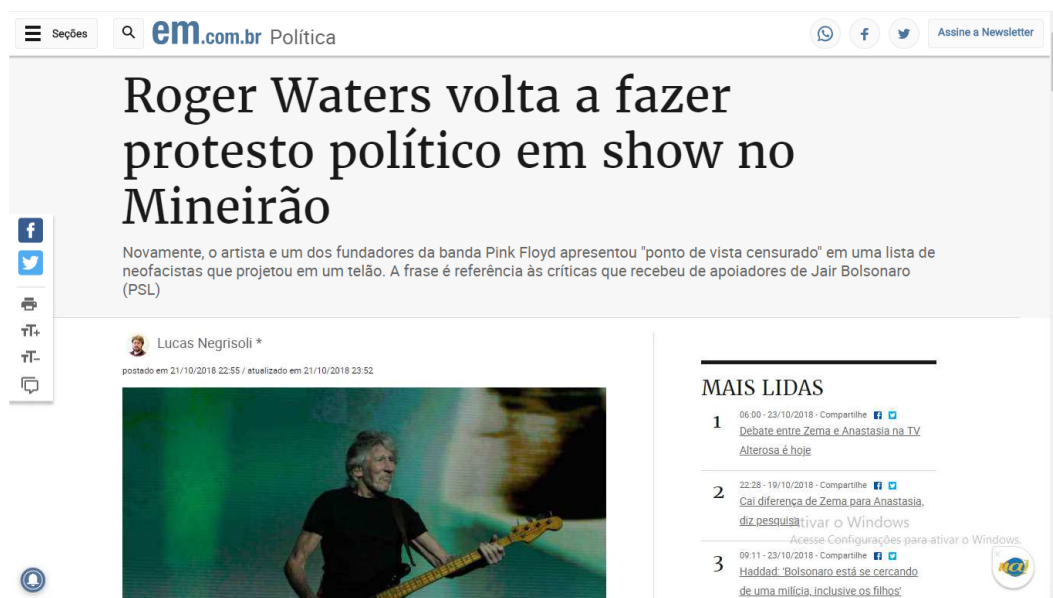 Seções
em.com.br Política
Assine a Newsletter
Roger Waters volta a fazer
protesto político em show no
Mineirão
Novamente, o artista e um dos fundadores da banda Pink Floyd apresentou "ponto de vista censurado" em uma lista de
neofacistas que projetou em um telão. A frase é referência às críticas que recebeu de apoiadores de Jair Bolsonaro
(PSL)
TT+
TT-
Lucas Negrisoli *
postado em 21/10/2018 22:55 / atualizado em 21/10/2018 23:52
MAIS LIDAS
1
06:00 - 23/10/2018 - Compartilhe
Debate entre Zema e Anastasia na TV
Alterosa é hoje
2
22:28 - 19/10/2018 - Compartilhe
Cai diferença de Zema para Anastasia,
diz pesquisa
Ativar o Windows
Acesse Configurações para ativar o Windows.
3
09:11 - 23/10/2018 - Compartilhe
Haddad: 'Bolsonaro está se cercando
de uma milícia, inclusive os filhos'